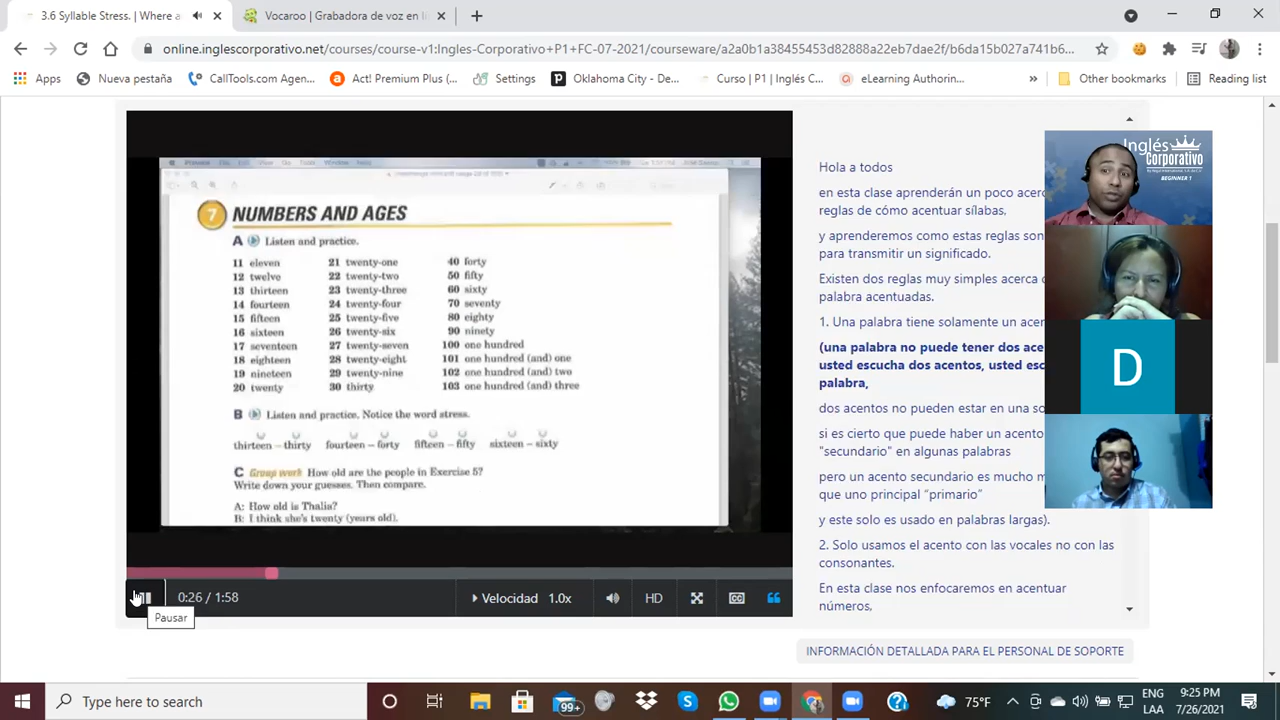 3.6 Syllable Stress. | Where a
Vocaroo | Grabadora de voz en lí
online.inglescorporativo.net/courses/course-v1:Ingles-Corporativo+P1+FC-07-2021/courseware/a2a0b1a38455453d82888a22eb7dae2f/b6da15b027a741b6...
Apps
Nueva pestaña
CallTools.com Agen...
Act! Premium Plus (...
Settings
Oklahoma City - De...
Curso | P1 | Inglés C...
eLearning Authorin...
»
Other bookmarks
Reading list
7 NUMBERS AND AGES
A Listen and practice.
11 eleven 21 twenty-one 40 forty
12 twelve 22 twenty-two 50 fifty
13 thirteen 23 twenty-three 60 sixty
14 fourteen 24 twenty-four 70 seventy
15 fifteen 25 twenty-five 80 eighty
16 sixteen 26 twenty-six 90 ninety
17 seventeen 27 twenty-seven 100 one hundred
18 eighteen 28 twenty-eight 101 one hundred (and) one
19 nineteen 29 twenty-nine 102 one hundred (and) two
20 twenty 30 thirty 103 one hundred (and) three
B Listen and practice. Notice the word stress.
thirteen – thirty fourteen – forty fifteen – fifty sixteen – sixty
C Group work How old are the people in Exercise 5?
Write down your guesses. Then compare.
A: How old is Thalia?
B: I think she's twenty (years old).
0:26 / 1:58
Velocidad 1.0x
HD
Pausar
Hola a todos
en esta clase aprenderán un poco acerc
reglas de cómo acentuar sílabas,
y aprenderemos como estas reglas son
para transmitir un significado.
Existen dos reglas muy simples acerca d
palabra acentuadas.
1. Una palabra tiene solamente un acen
(una palabra no puede tener dos ace
usted escucha dos acentos, usted esc
palabra,
dos acentos no pueden estar en una so
si es cierto que puede haber un acento
"secundario" en algunas palabras
pero un acento secundario es mucho m
que uno principal “primario”
y este solo es usado en palabras largas).
2. Solo usamos el acento con las vocales no con las
consonantes.
En esta clase nos enfocaremos en acentuar
números,
Inglés
Corporativo
BEGINNER 1
D
INFORMACIÓN DETALLADA PARA EL PERSONAL DE SOPORTE
Type here to search
99+
75°F
ENG
LAA
9:25 PM
7/26/2021